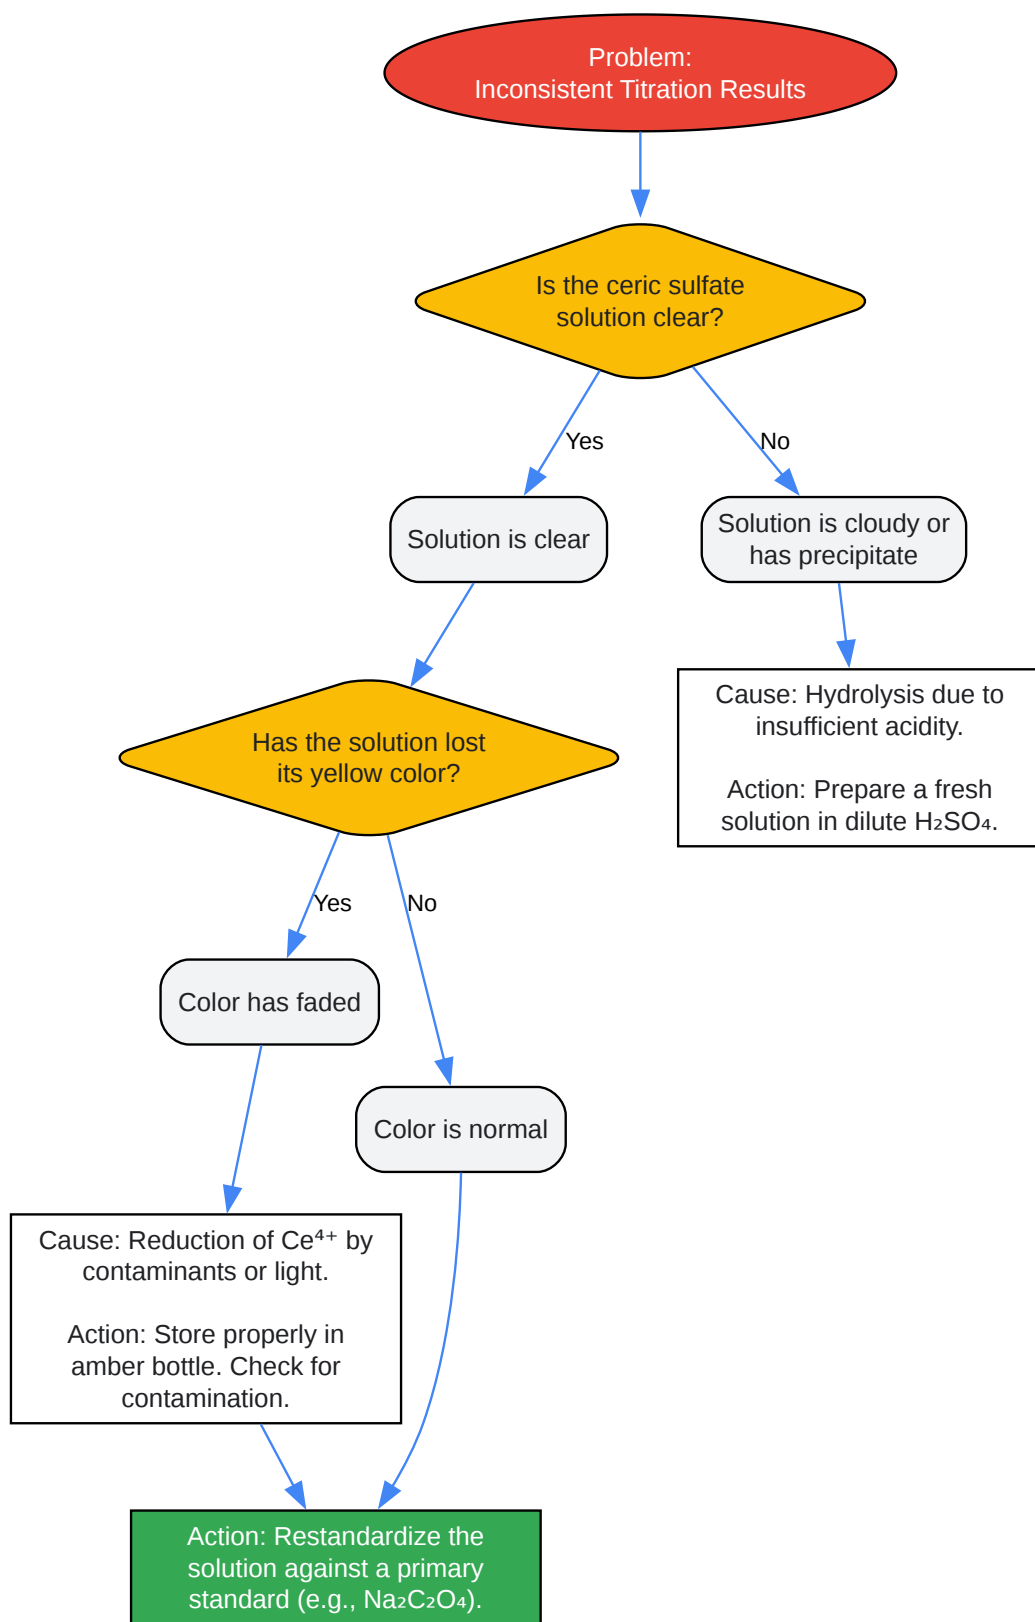 Problem:
Inconsistent Titration Results
Is the ceric sulfate
solution clear?
Yes
No
Solution is clear
Solution is cloudy or
has precipitate
Cause: Hydrolysis due to
insufficient acidity.
Action: Prepare a fresh
solution in dilute H₂SO₄.
Has the solution lost
its yellow color?
Yes
No
Color has faded
Color is normal
Cause: Reduction of Ce⁴⁺ by
contaminants or light.
Action: Store properly in
amber bottle. Check for
contamination.
Action: Restandardize the
solution against a primary
standard (e.g., Na₂C₂O₄).